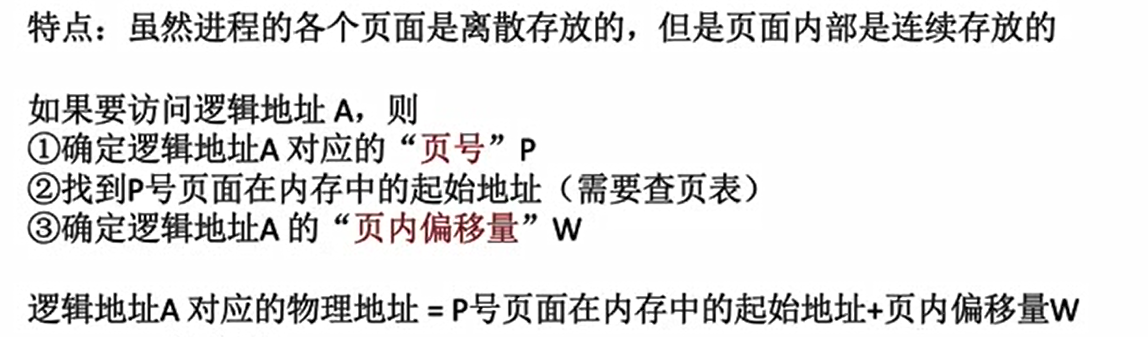 特点：虽然进程的各个页面是离散存放的，但是页面内部是连续存放的
如果要访问逻辑地址 A，则
①确定逻辑地址A 对应的“页号”P
②找到P号页面在内存中的起始地址（需要查页表）
③确定逻辑地址A 的“页内偏移量”W
逻辑地址A 对应的物理地址 = P号页面在内存中的起始地址+页内偏移量W